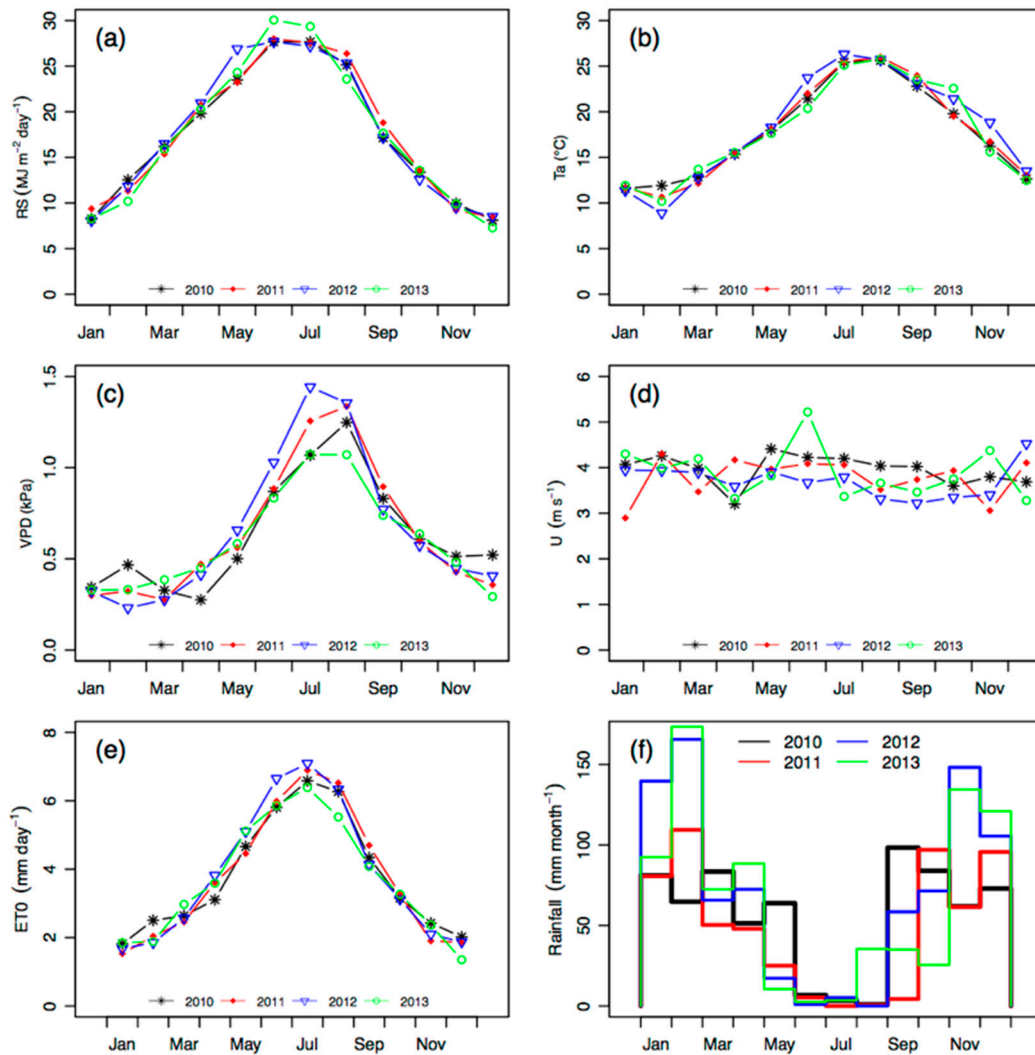 (a)
RS (MJ m⁻² day⁻¹)
30
25
20
15
10
5
0
2010 2011 2012 2013
Jan Mar May Jul Sep Nov
(b)
Ta (°C)
30
25
20
15
10
5
0
2010 2011 2012 2013
Jan Mar May Jul Sep Nov
(c)
VPD (kPa)
1.5
1.0
0.5
0.0
2010 2011 2012 2013
Jan Mar May Jul Sep Nov
(d)
U (m s⁻¹)
6
5
4
3
2
1
0
2010 2011 2012 2013
Jan Mar May Jul Sep Nov
(e)
ET0 (mm day⁻¹)
8
6
4
2
0
2010 2011 2012 2013
Jan Mar May Jul Sep Nov
(f)
Rainfall (mm month⁻¹)
150
100
50
0
2010 2012
2011 2013
Jan Mar May Jul Sep Nov